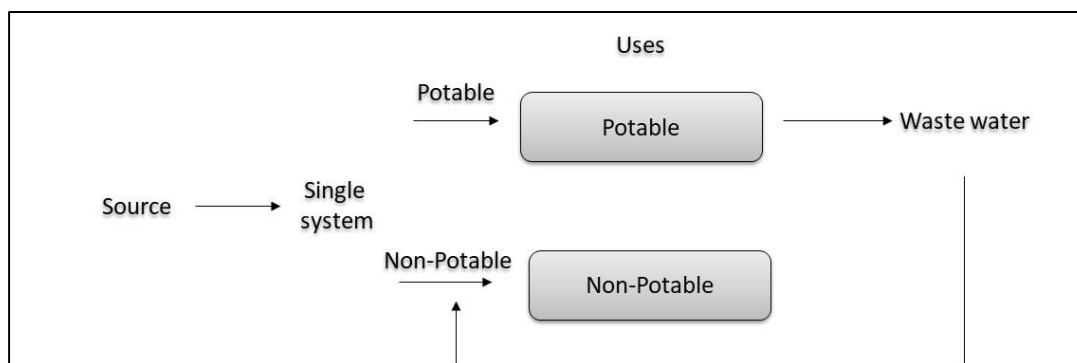 Uses
Potable
Potable
Waste water
Source
Single
system
Non-Potable
Non-Potable